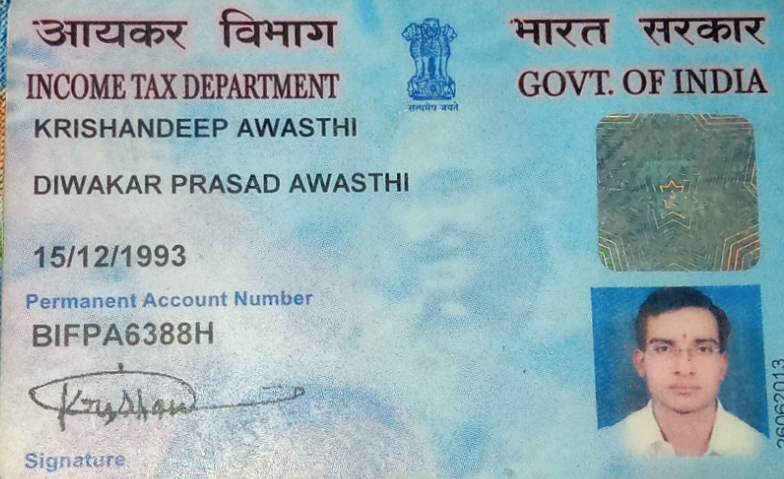 आयकर विभाग
INCOME TAX DEPARTMENT
सत्यमेव जयते
भारत सरकार
GOVT. OF INDIA
KRISHANDEEP AWASTHI
DIWAKAR PRASAD AWASTHI
15/12/1993
Permanent Account Number
BIFPA6388H
Signature
26062013